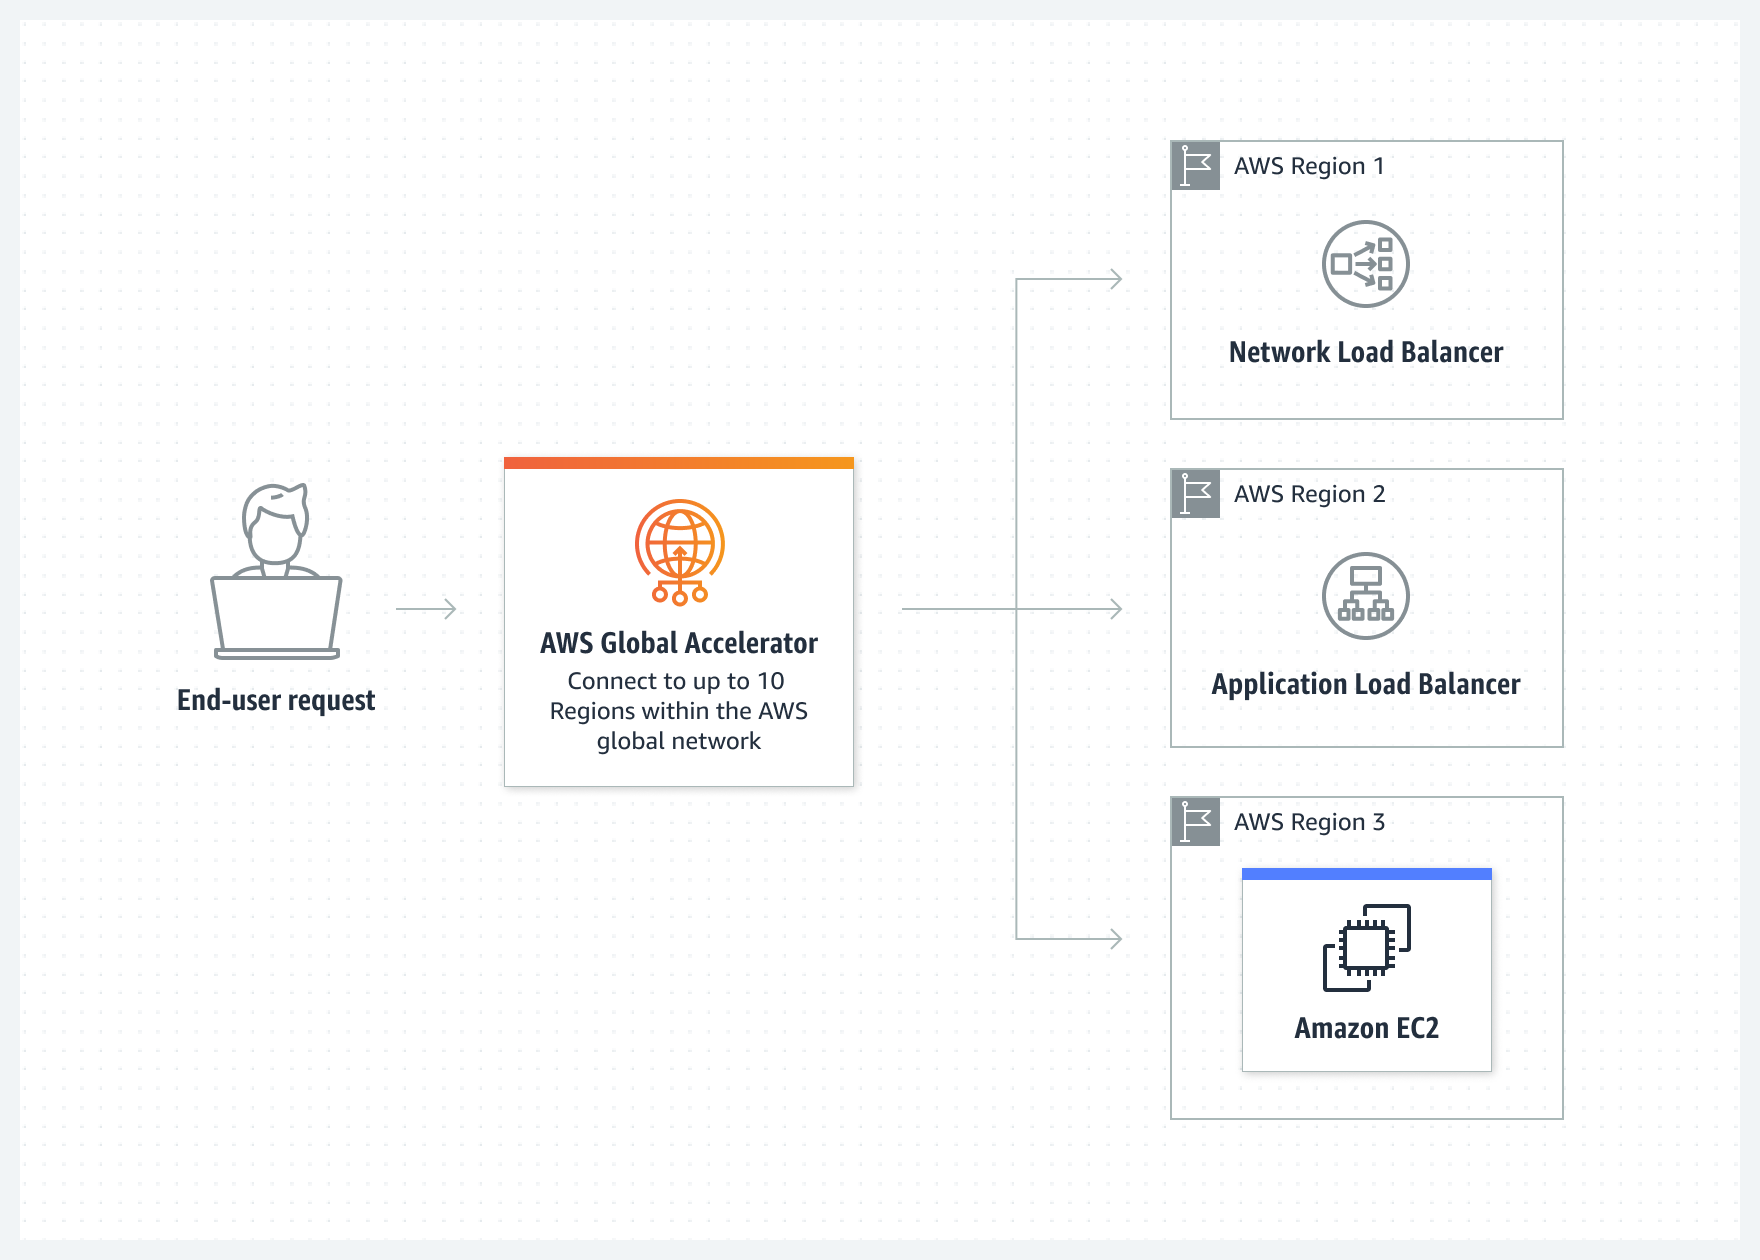 End-user request
AWS Global Accelerator
Connect to up to 10
Regions within the AWS
global network
AWS Region 1
Network Load Balancer
AWS Region 2
Application Load Balancer
AWS Region 3
Amazon EC2